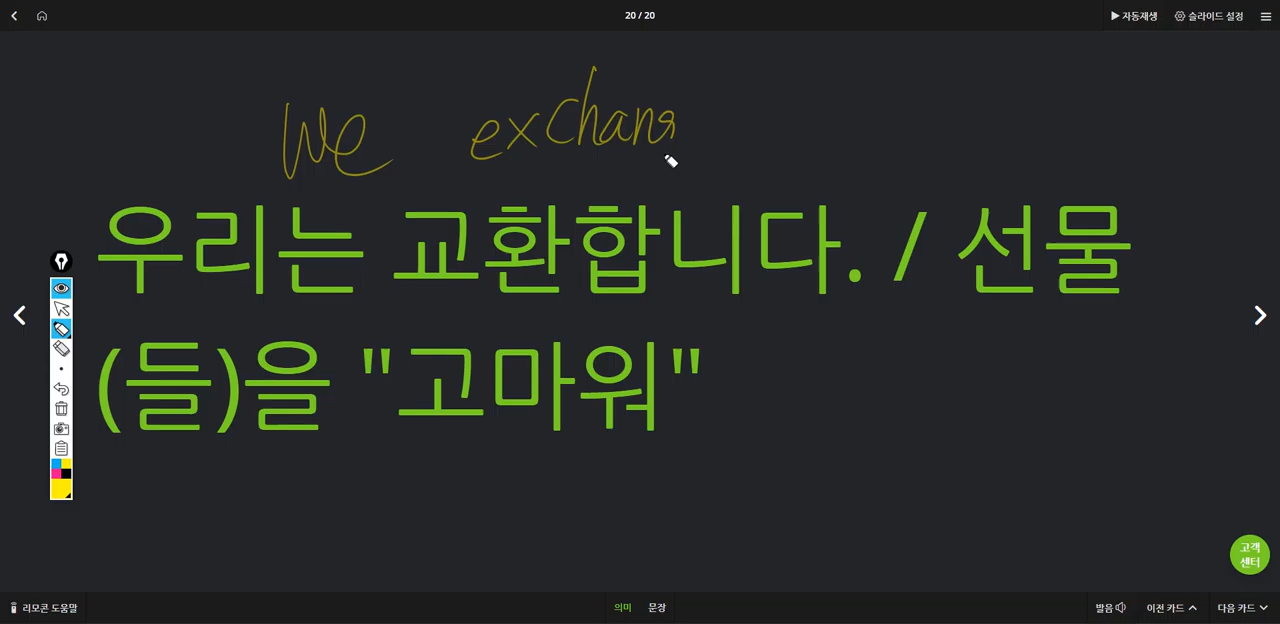 20 / 20
자동재생
슬라이드 설정
we exchang
우리는 교환합니다. / 선물
(들)을 "고마워"
고객
센터
리모콘 도움말
의미
문장
발음
이전 카드
다음 카드